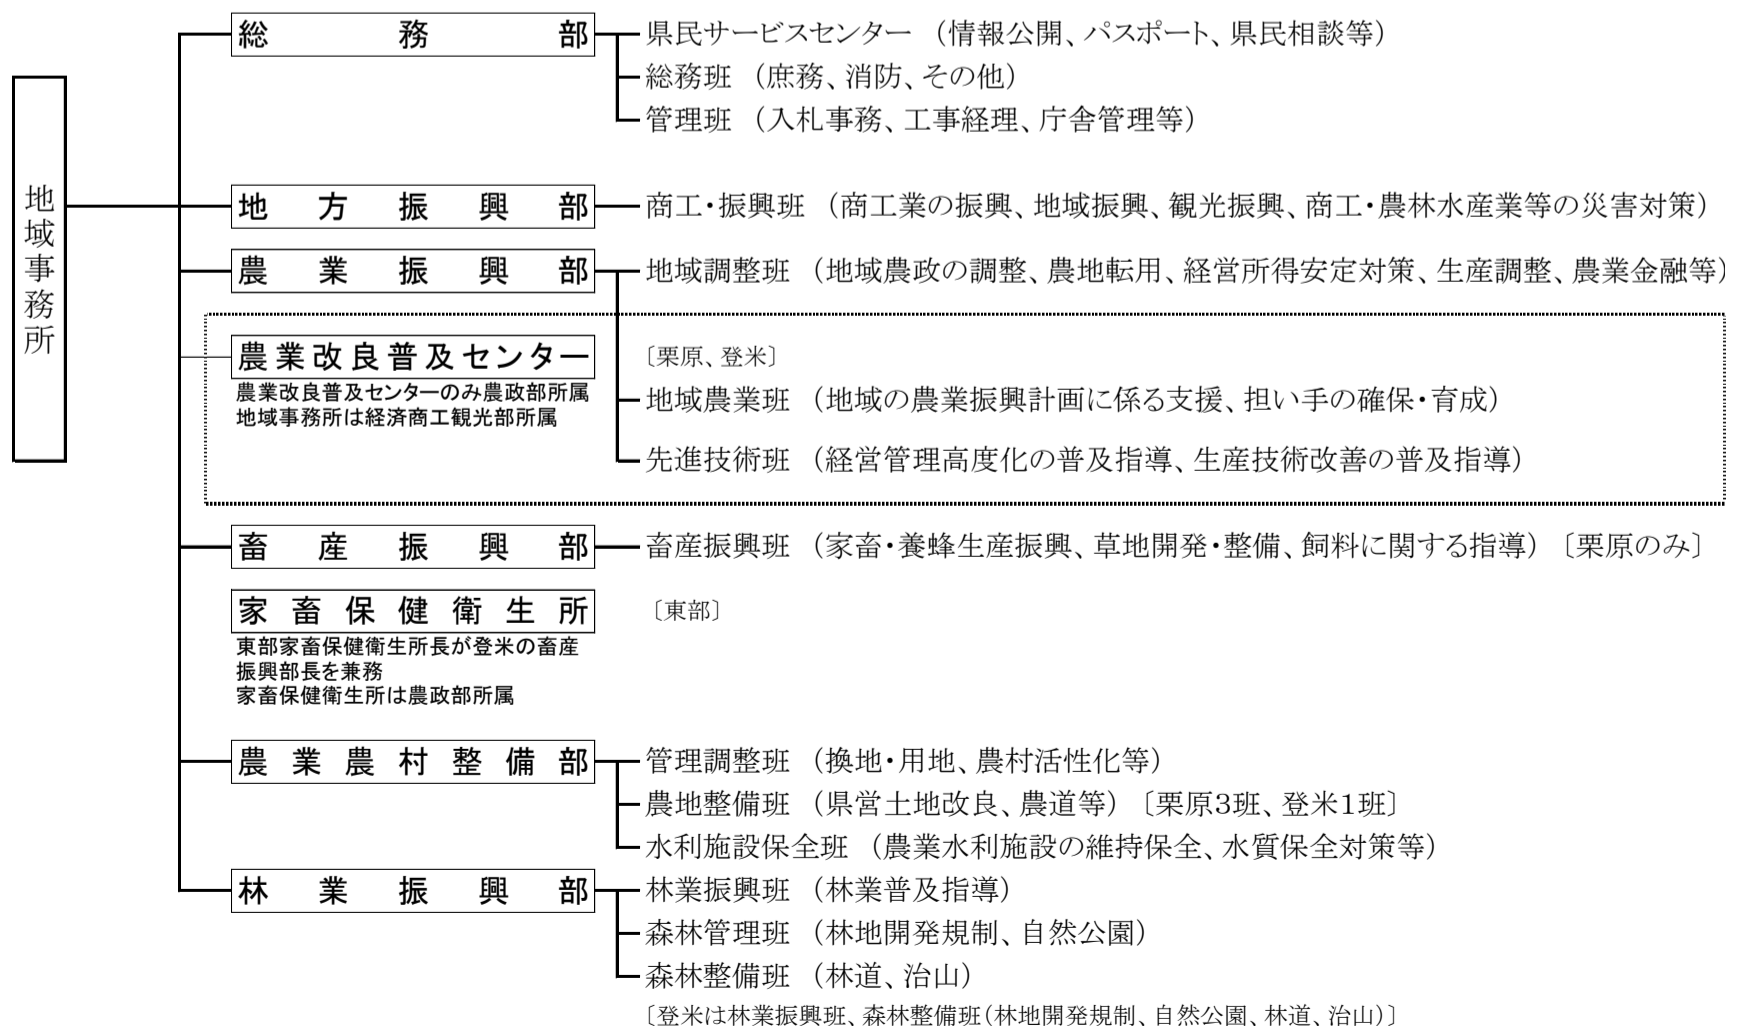 地域事務所
総務部
県民サービスセンター （情報公開、パスポート、県民相談等）
総務班 （庶務、消防、その他）
管理班 （入札事務、工事経理、庁舎管理等）
地方振興部
商工・振興班 （商工業の振興、地域振興、観光振興、商工・農林水産業等の災害対策）
農業振興部
地域調整班 （地域農政の調整、農地転用、経営所得安定対策、生産調整、農業金融等）
農業改良普及センター
〔栗原、登米〕
農業改良普及センターのみ農政部所属
地域事務所は経済商工観光部所属
地域農業班 （地域の農業振興計画に係る支援、担い手の確保・育成）
先進技術班 （経営管理高度化の普及指導、生産技術改善の普及指導）
畜産振興部
畜産振興班 （家畜・養蜂生産振興、草地開発・整備、飼料に関する指導） 〔栗原のみ〕
家畜保健衛生所
〔東部〕
東部家畜保健衛生所長が登米の畜産
振興部長を兼務
家畜保健衛生所は農政部所属
農業農村整備部
管理調整班 （換地・用地、農村活性化等）
農地整備班 （県営土地改良、農道等） 〔栗原３班、登米１班〕
水利施設保全班 （農業水利施設の維持保全、水質保全対策等）
林業振興部
林業振興班 （林業普及指導）
森林管理班 （林地開発規制、自然公園）
森林整備班 （林道、治山）
〔登米は林業振興班、森林整備班（林地開発規制、自然公園、林道、治山）〕